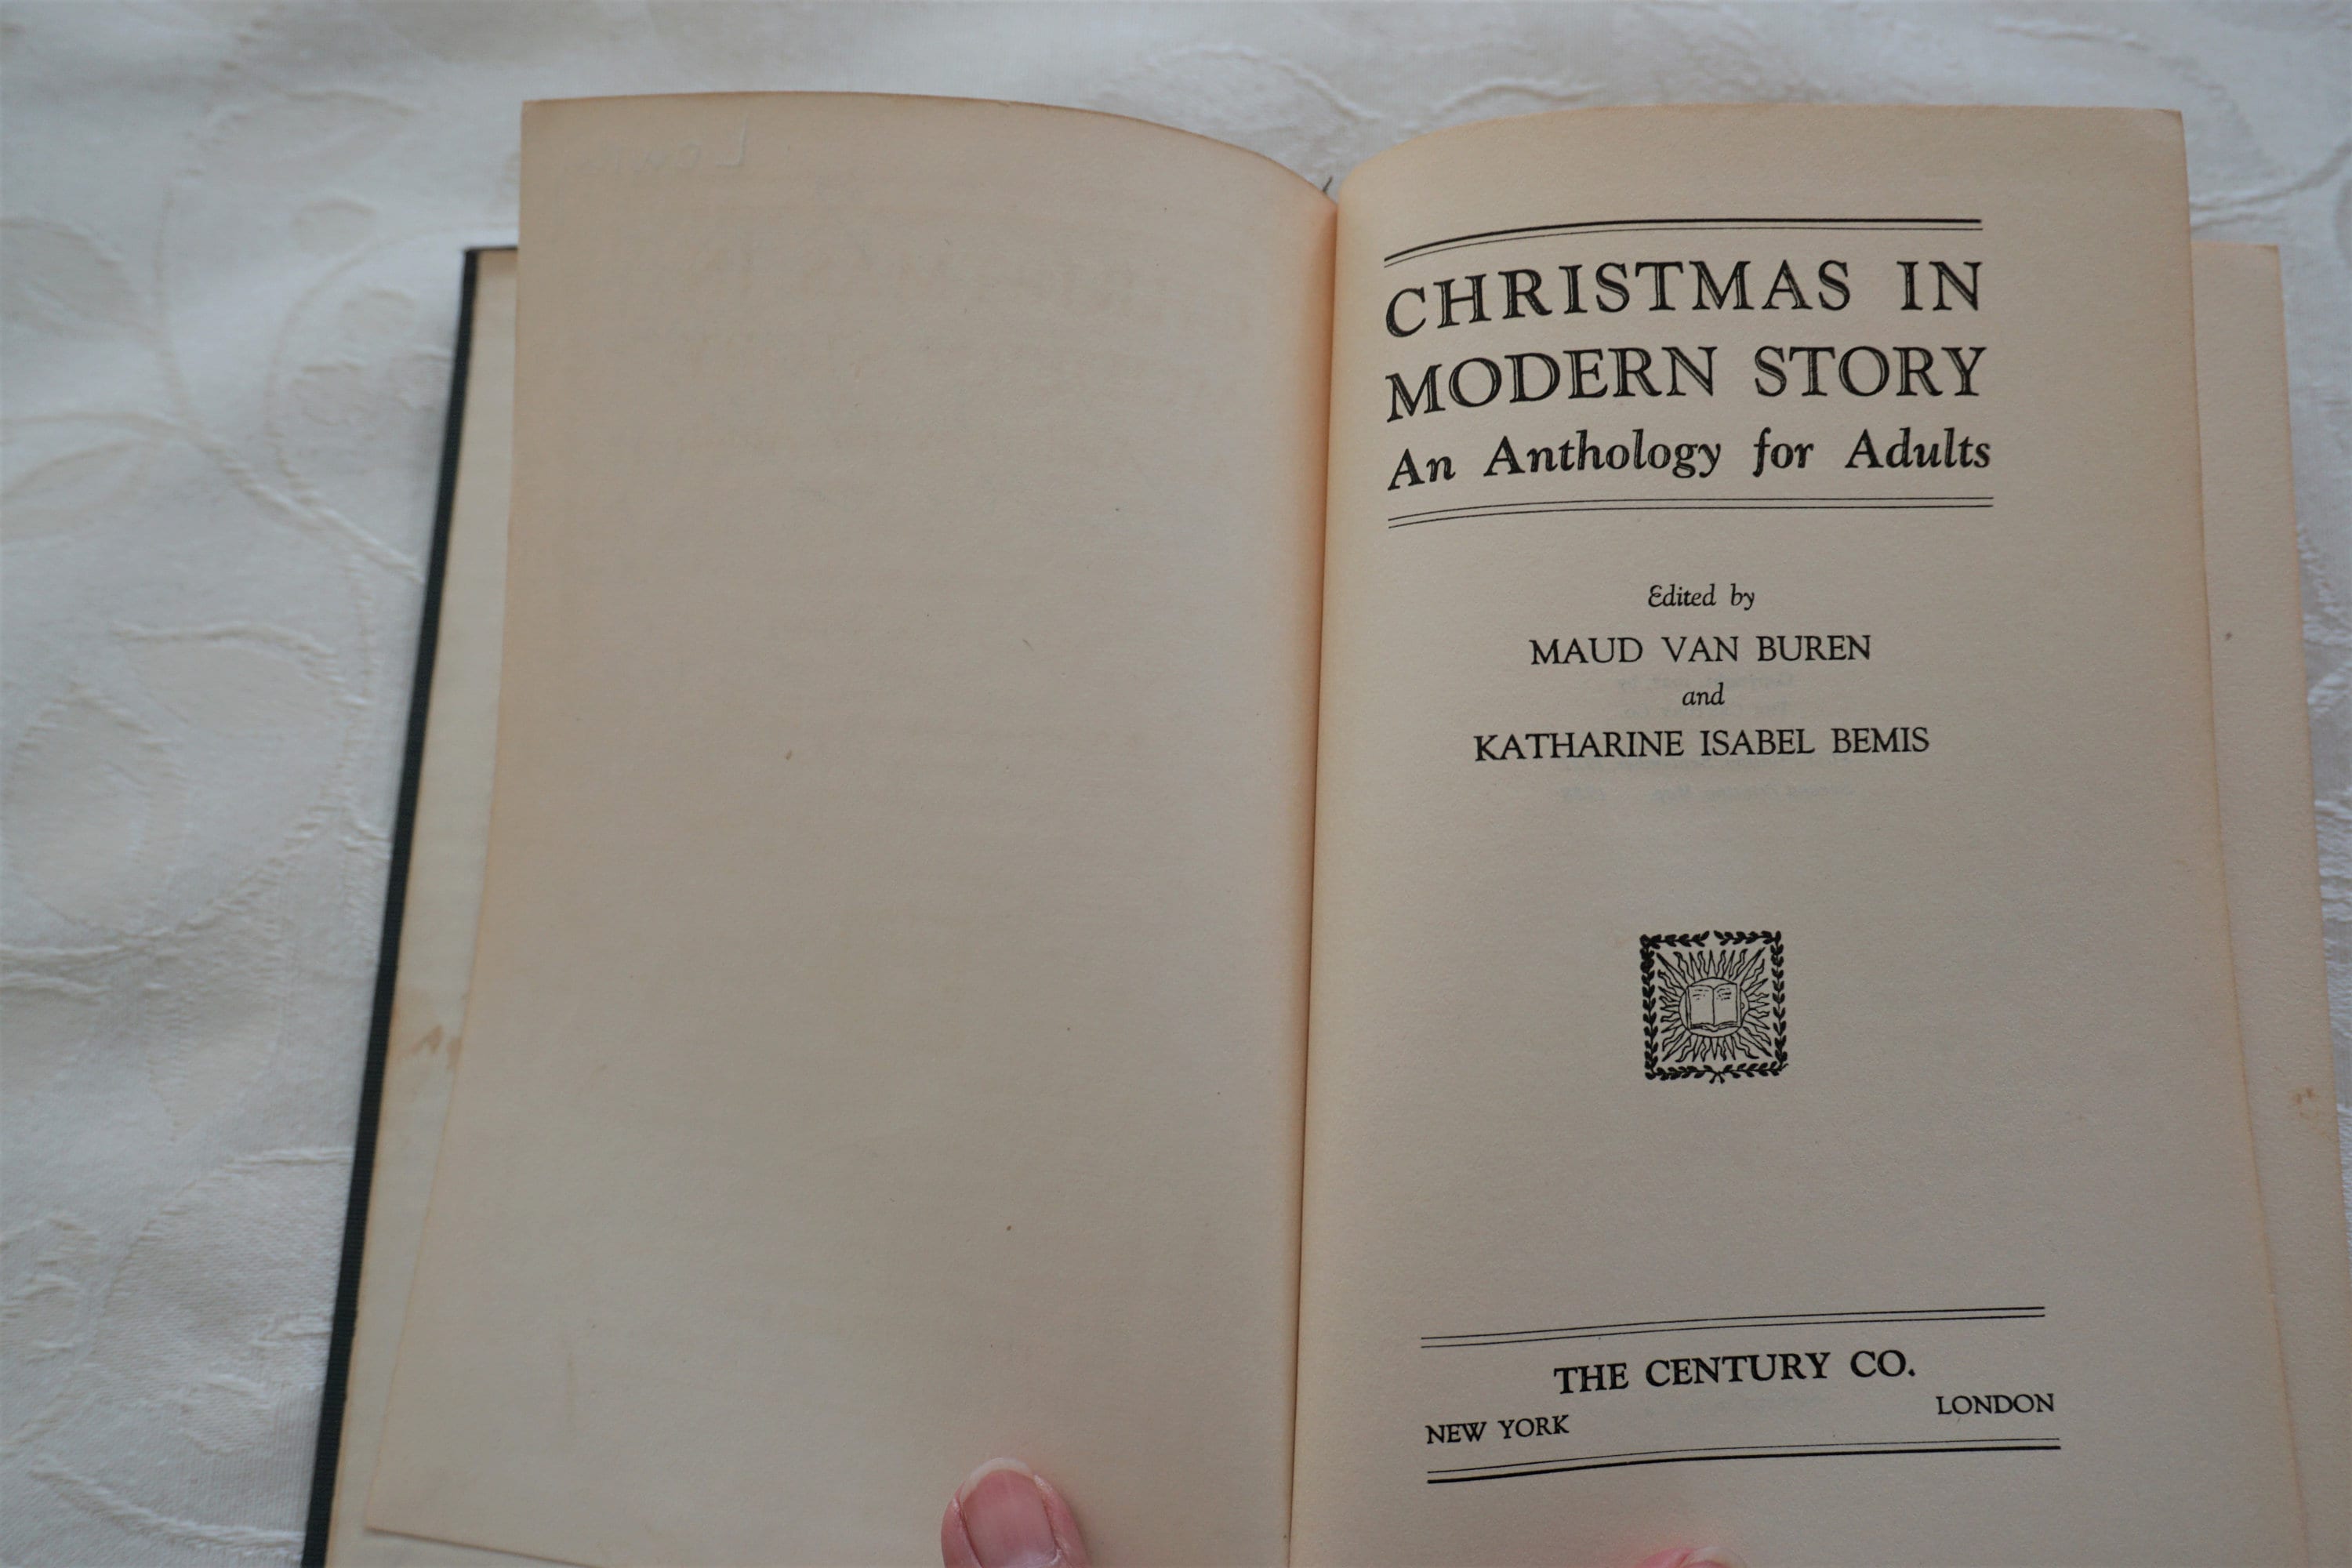 CHRISTMAS IN
MODERN STORY
An Anthology for Adults
Edited by
MAUD VAN BUREN
and
KATHARINE ISABEL BEMIS
THE CENTURY CO.
NEW YORK LONDON